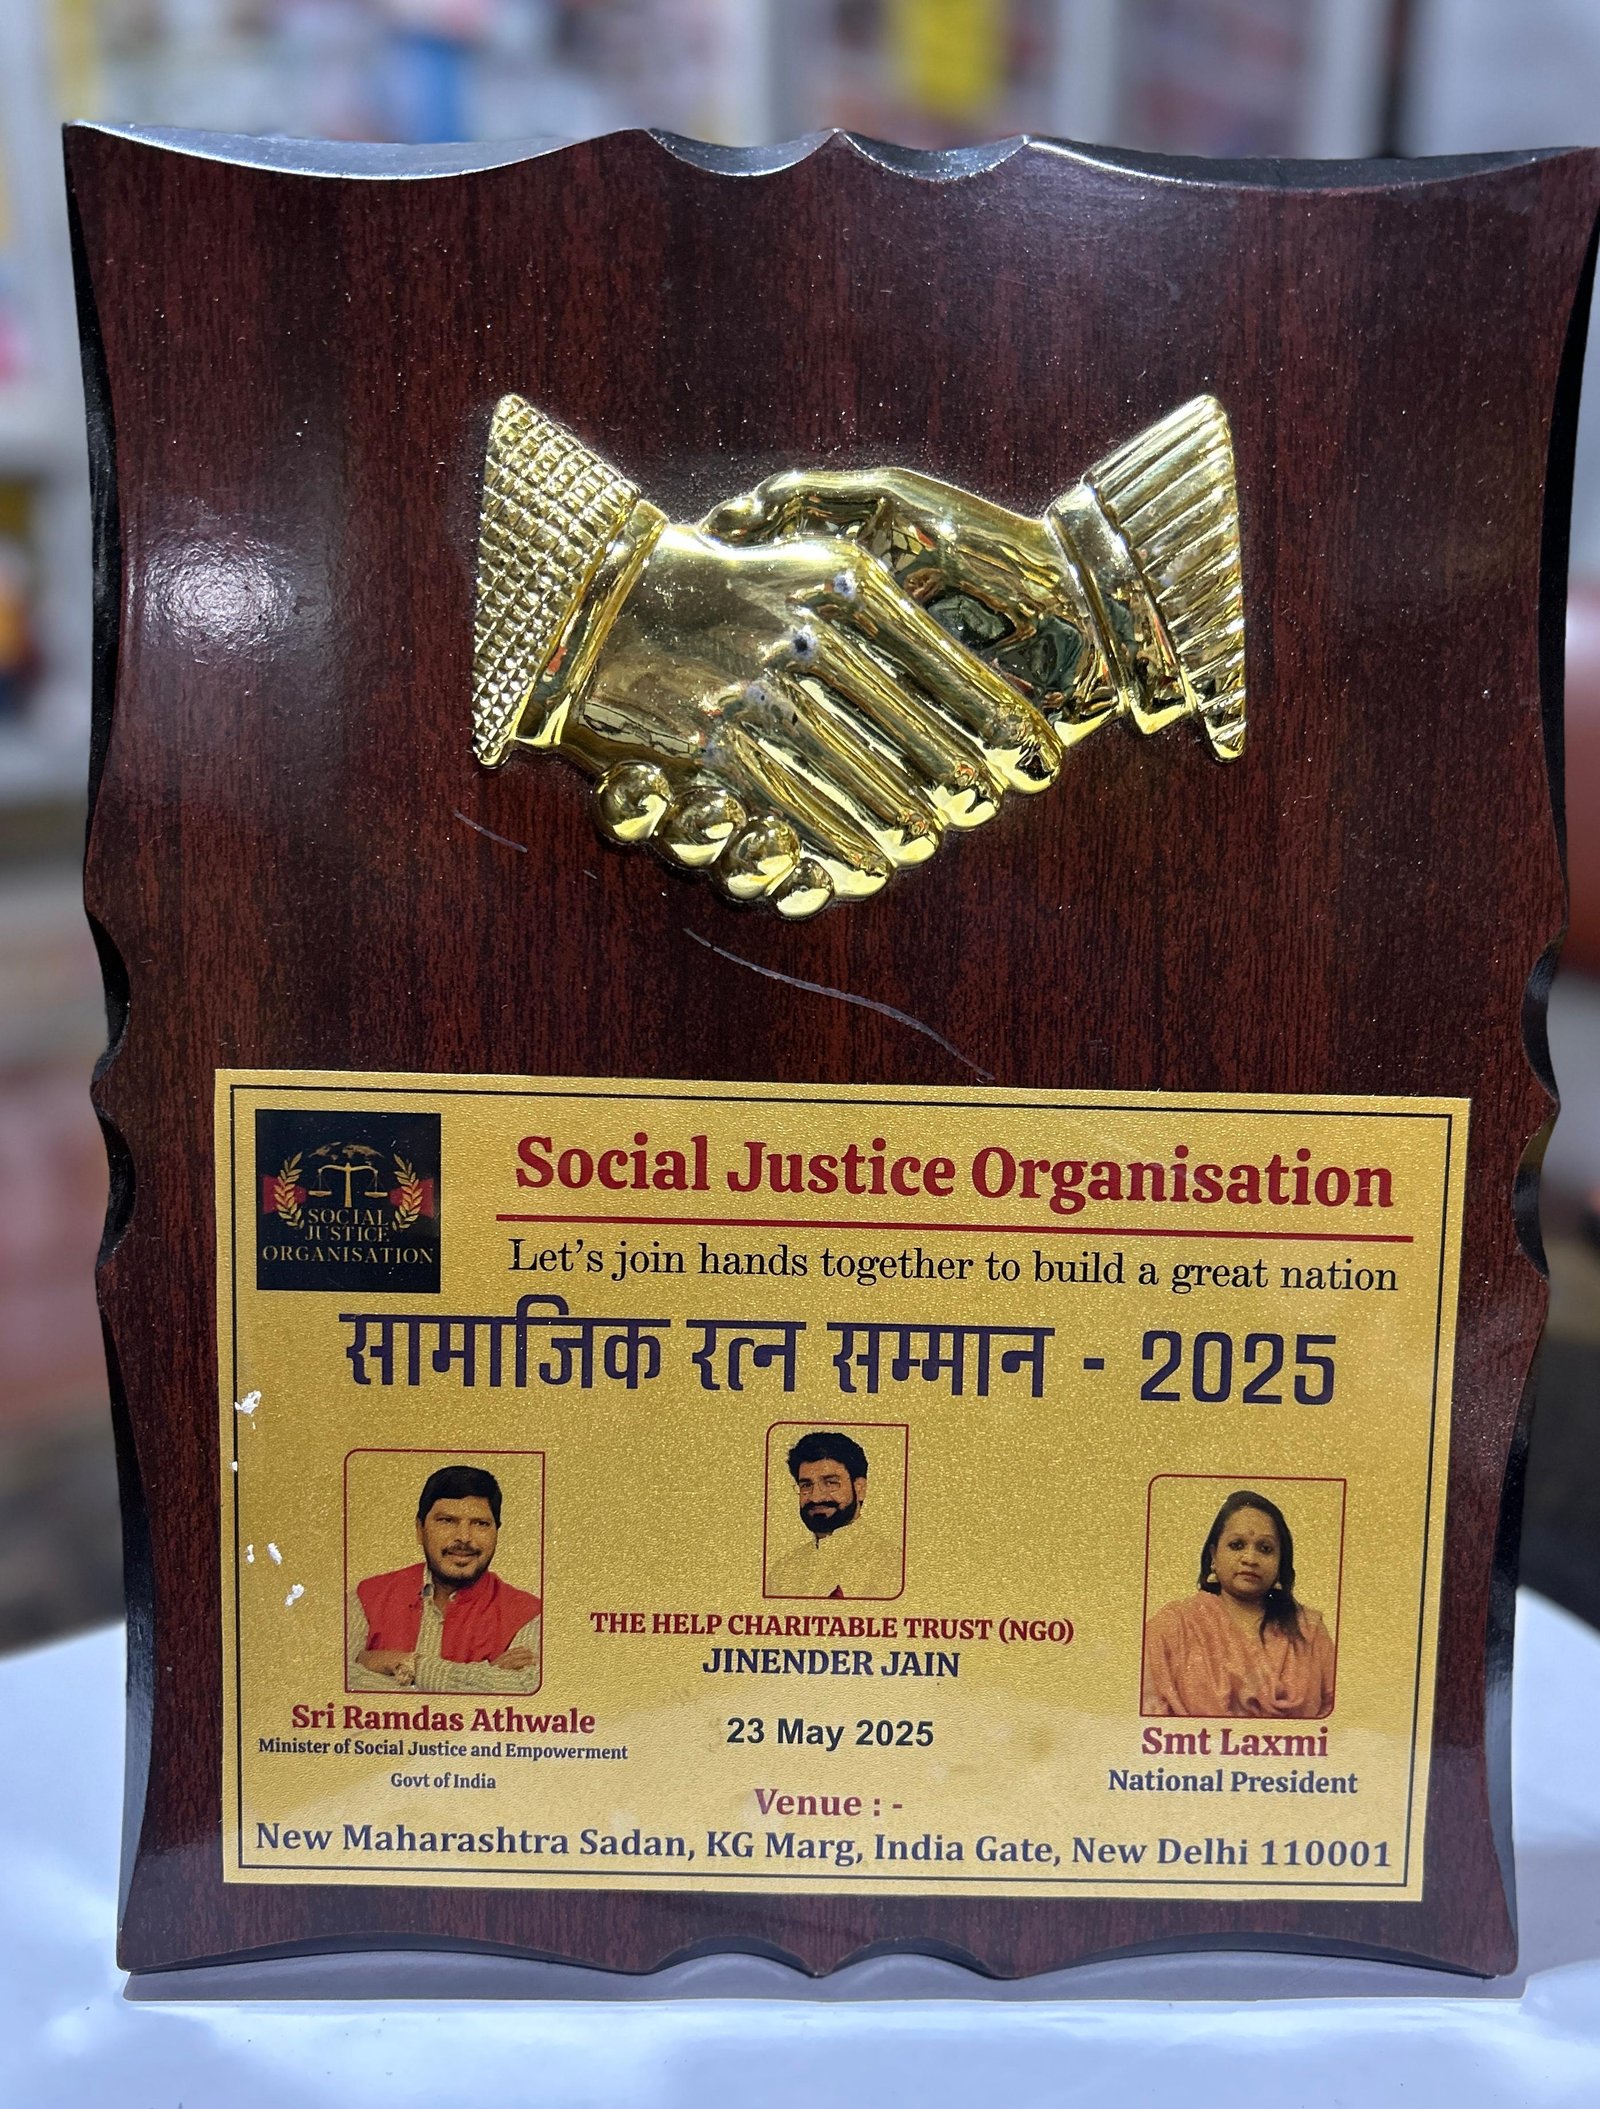 SOCIAL
JUSTICE
ORGANISATION
Social Justice Organisation
Let's join hands together to build a great nation
सामाजिक रत्न सम्मान - 2025
THE HELP CHARITABLE TRUST (NGO)
JINENDER JAIN
23 May 2025
Sri Ramdas Athwale
Minister of Social Justice and Empowerment
Govt of India
Smt Laxmi
National President
Venue : -
New Maharashtra Sadan, KG Marg, India Gate, New Delhi 110001